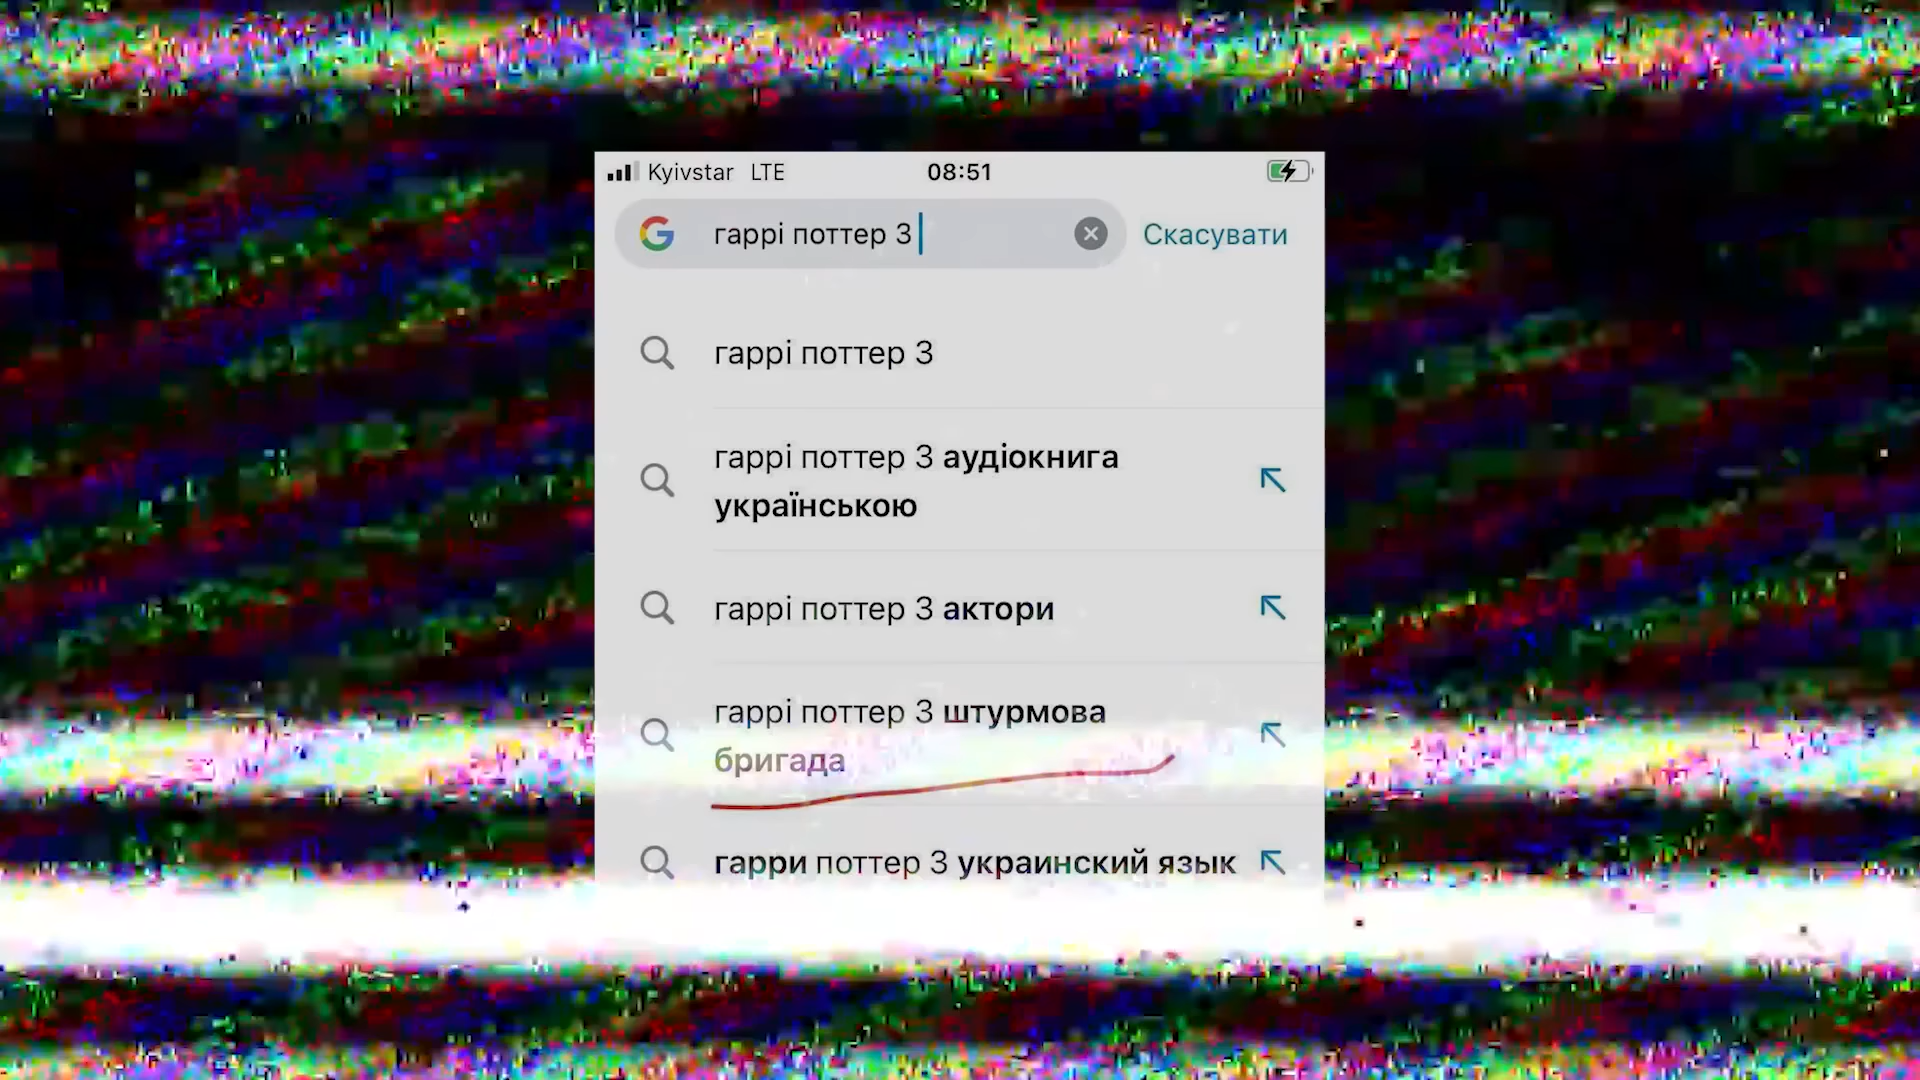 Kyivstar LTE 08:51
гаррі поттер 3 Скасувати
гаррі поттер 3
гаррі поттер 3 аудіокнига
українською
гаррі поттер 3 актори
гаррі поттер 3 штурмова
бригада
гарри поттер 3 украинский язык